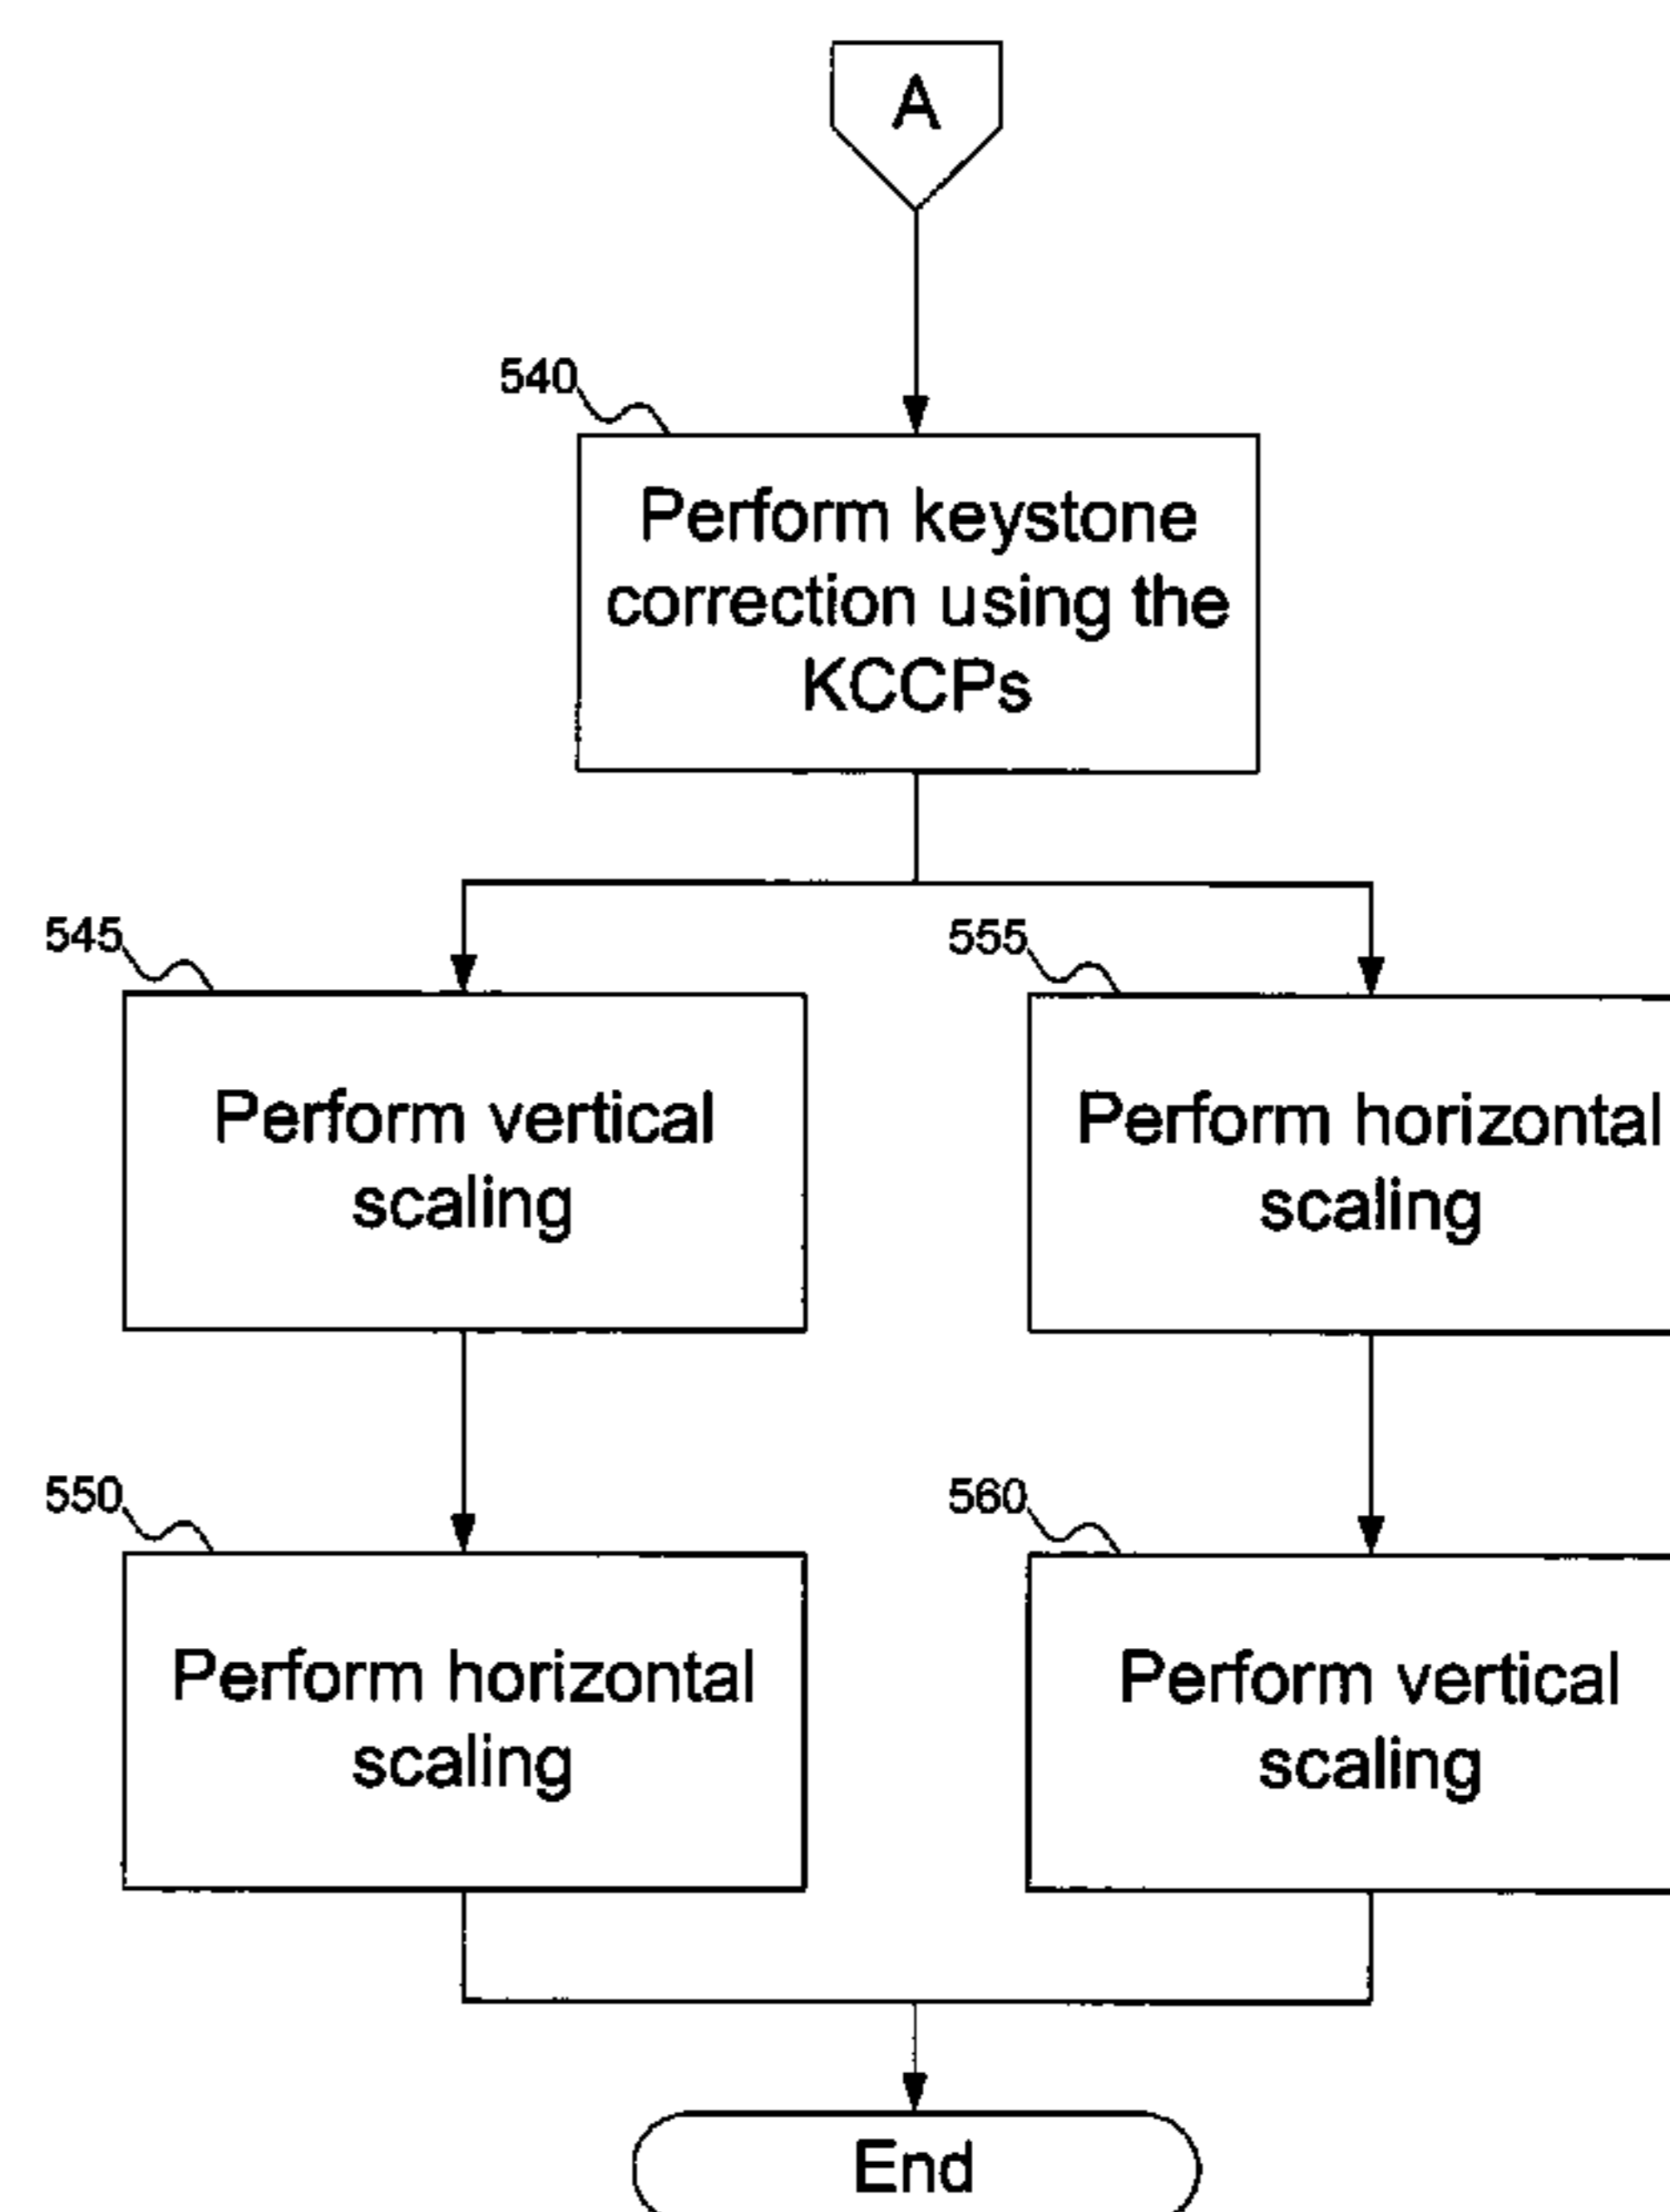 A
540
Perform keystone
correction using the
KCCPs
545
Perform vertical
scaling
555
Perform horizontal
scaling
550
Perform horizontal
scaling
560
Perform vertical
scaling
End